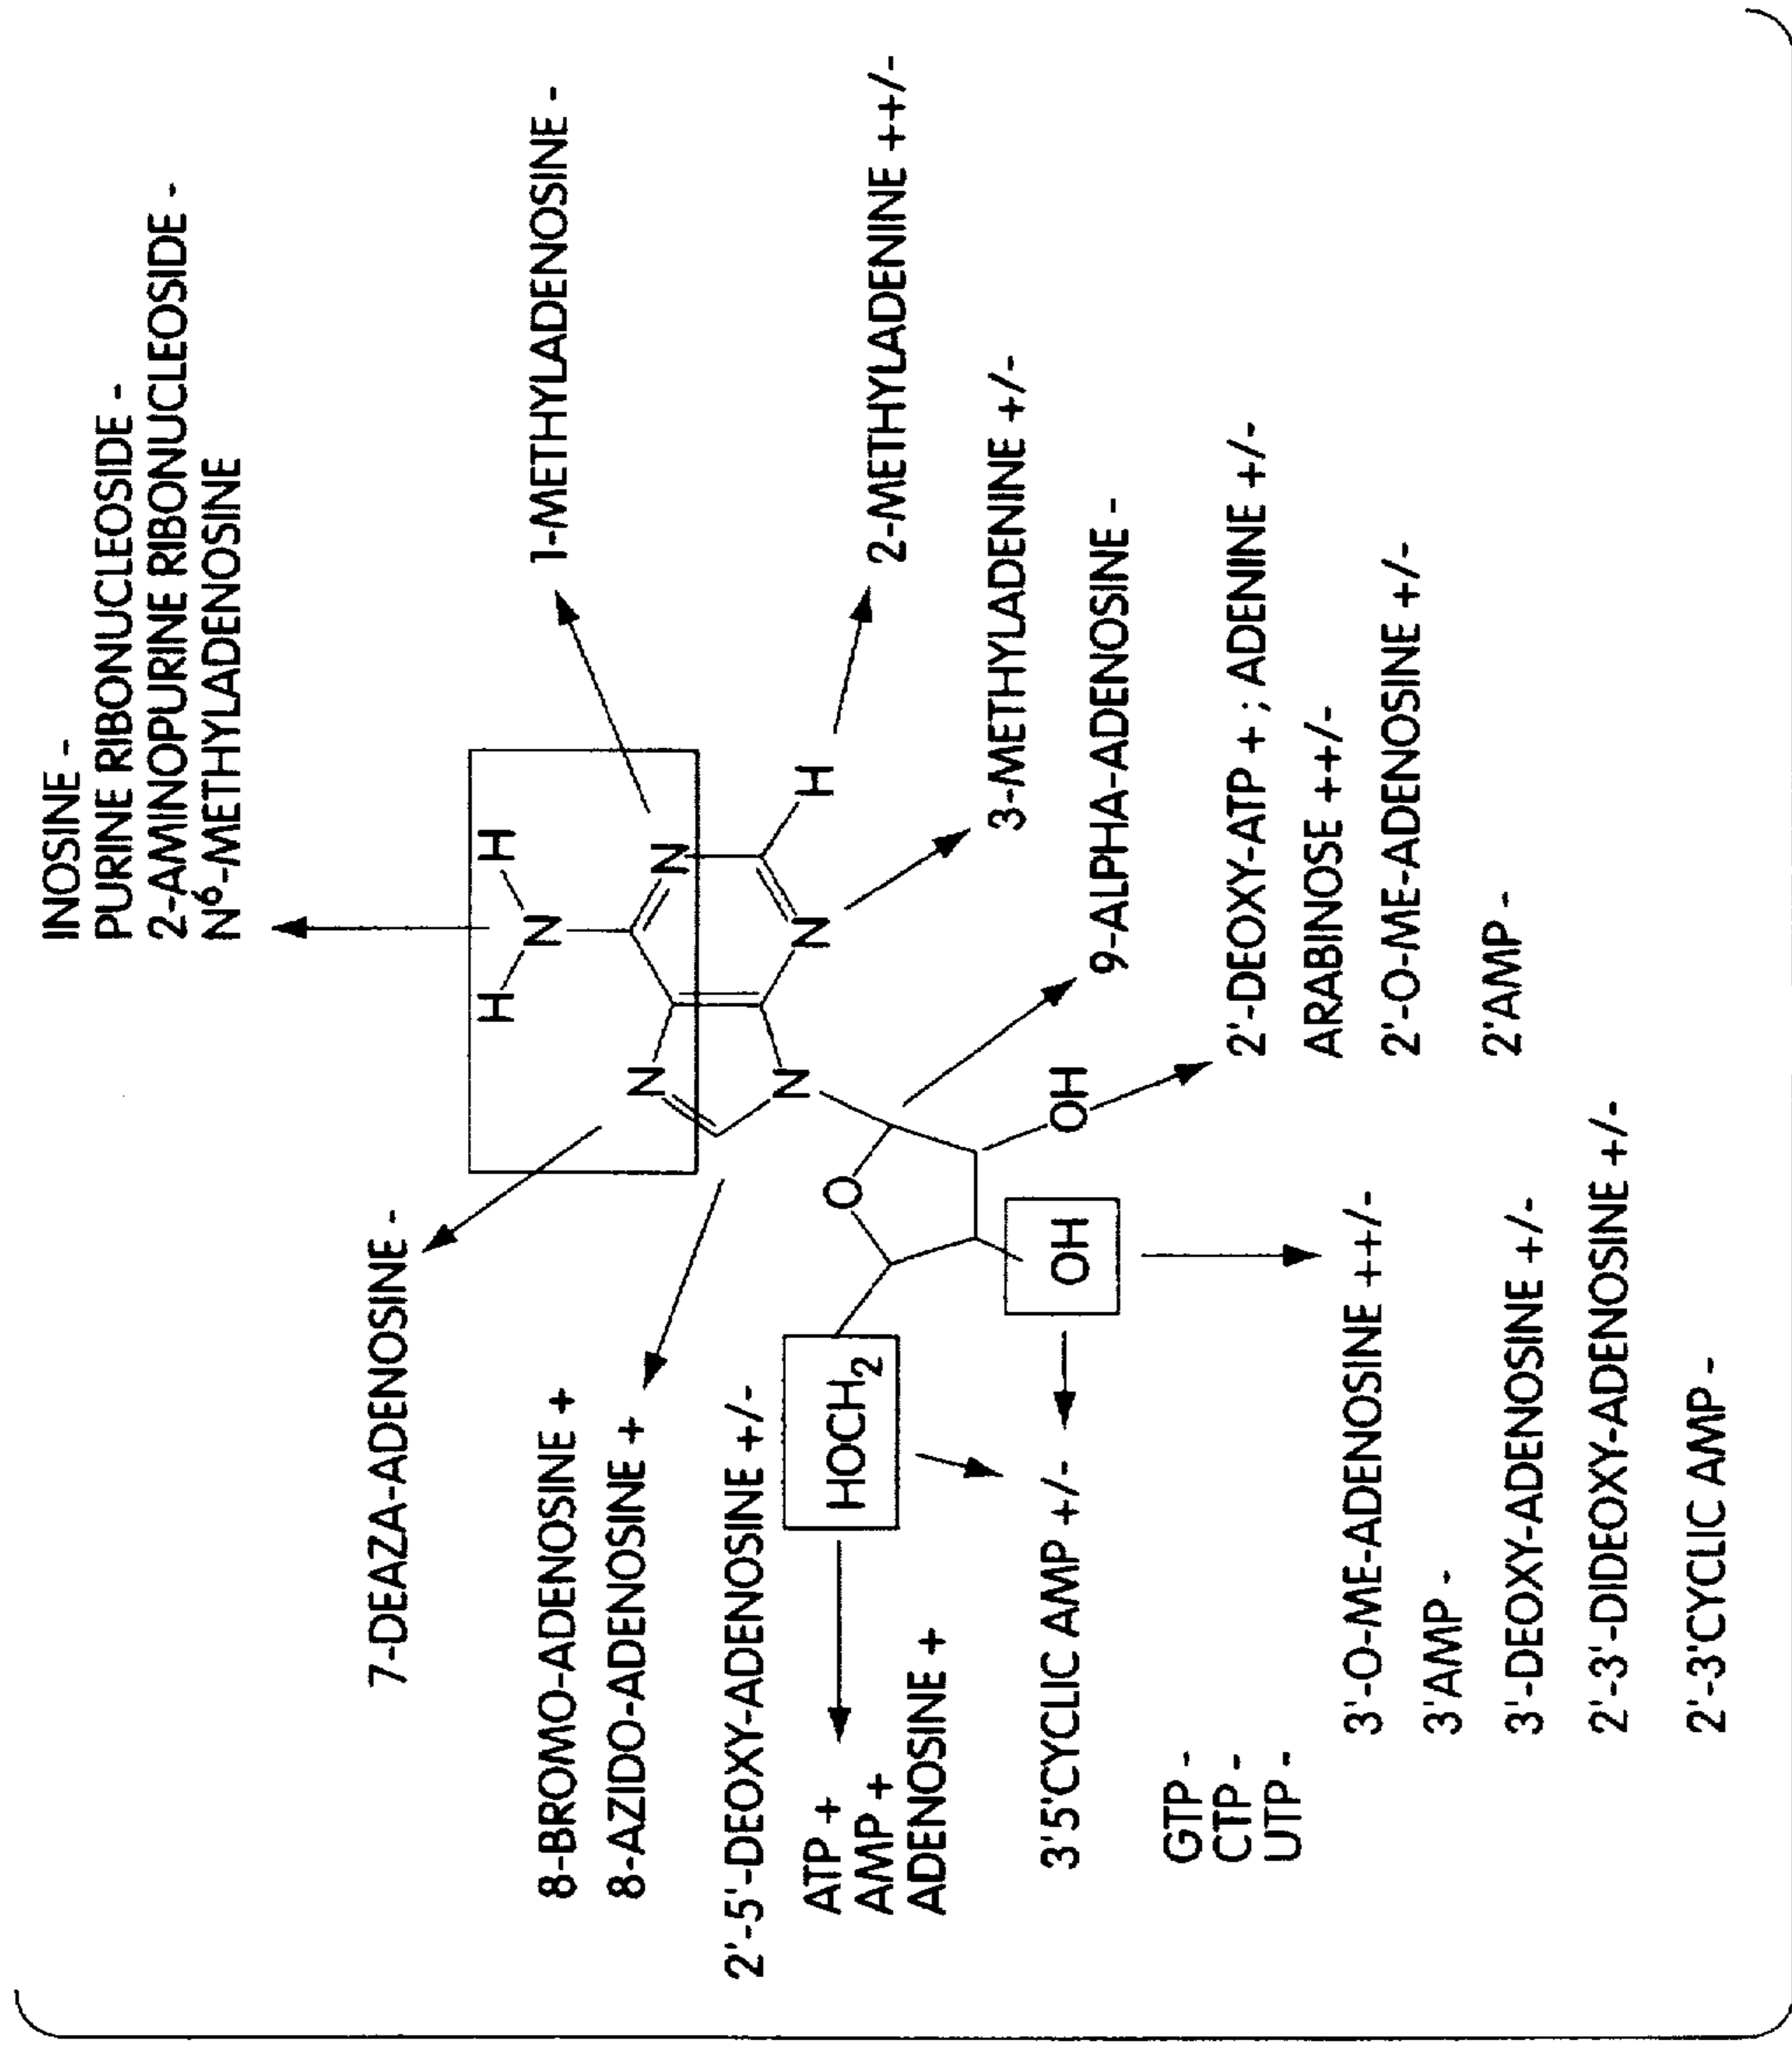 INOSINE -
PURINE RIBONUCLEOSIDE -
2-AMINOPURINE RIBONUCLEOSIDE -
N⁶-METHYLADENOSINE
7-DEAZA-ADENOSINE -
1-METHYLADENOSINE -
H H
N
N N
8-BROMO-ADENOSINE +
8-AZIDO-ADENOSINE +
N N H
2-METHYLADENINE ++/-
2'-5'-DEOXY-ADENOSINE +/-
HOCH₂
O
3-METHYLADENINE +/-
ATP +
AMP +
ADENOSINE +
OH OH
9-ALPHA-ADENOSINE -
3'5'CYCLIC AMP +/-
2'-DEOXY-ATP + ; ADENINE +/-
ARABINOSE ++/-
2'-O-ME-ADENOSINE +/-
2'AMP -
GTP -
CTP -
UTP -
3'-O-ME-ADENOSINE ++/-
3'AMP -
3'-DEOXY-ADENOSINE +/-
2'-3'-DIDEOXY-ADENOSINE +/-
2'-3'CYCLIC AMP -